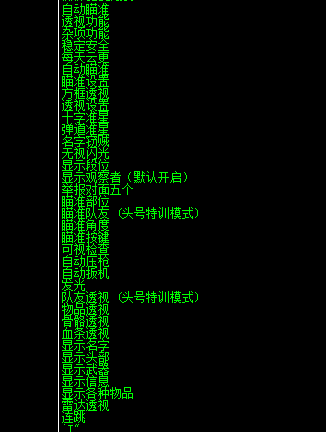 自动瞄准
透视功能
杂项功能
稳定安全
每天云更
自动瞄准
瞄准设置
方框透视
透视设置
十字准星
弹道准星
名字切嘁
无视闪光
显示段位
显示观察者（默认开启）
举报对面五个
瞄准部位
瞄准队友（头号特训模式）
瞄准角度
瞄准按键
可视检查
自动压枪
自动扳机
发光
队友透视（头号特训模式）
物品透视
骨骼透视
血条透视
显示名字
显示头部
显示武器
显示信息
显示各种物品
雷达透视
连跳